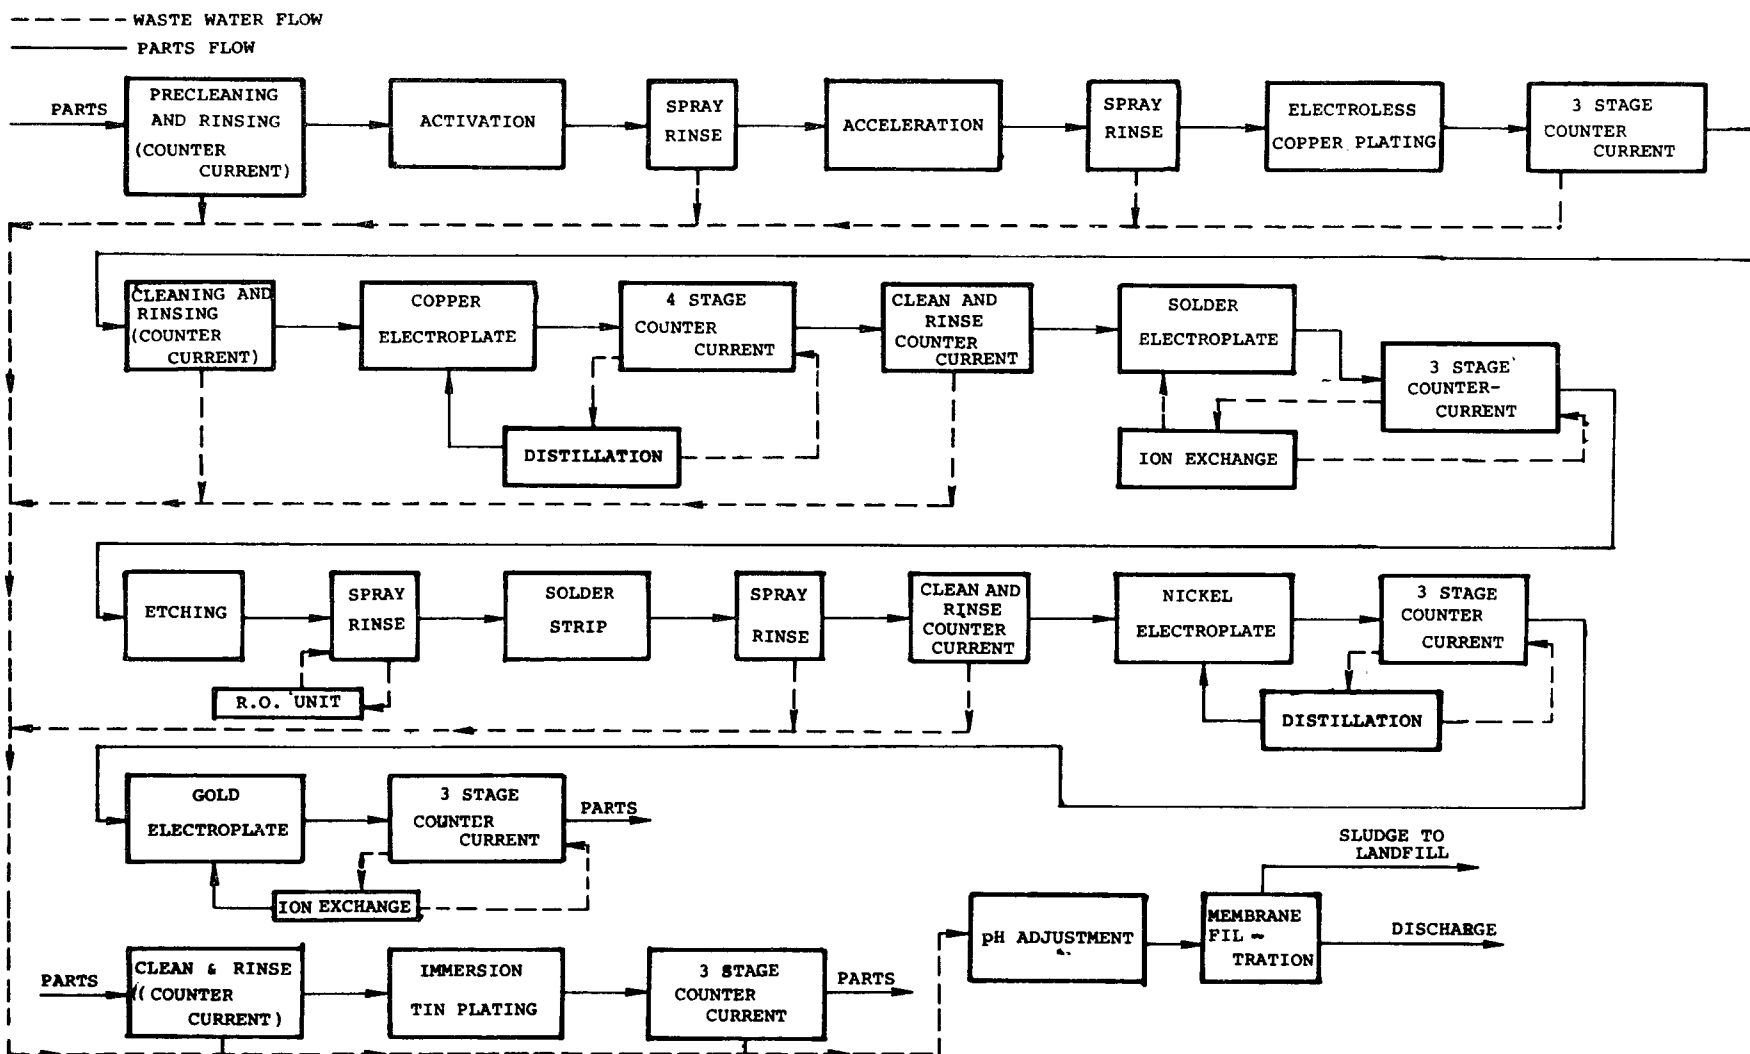 WASTE WATER FLOW
PARTS FLOW
PARTS
PRECLEANING
AND RINSING
(COUNTER
CURRENT)
ACTIVATION
SPRAY
RINSE
ACCELERATION
SPRAY
RINSE
ELECTROLESS
COPPER PLATING
3 STAGE
COUNTER
CURRENT
CLEANING AND
RINSING
(COUNTER
CURRENT)
COPPER
ELECTROPLATE
4 STAGE
COUNTER
CURRENT
DISTILLATION
CLEAN AND
RINSE
COUNTER
CURRENT
SOLDER
ELECTROPLATE
3 STAGE
COUNTER-
CURRENT
ION EXCHANGE
ETCHING
SPRAY
RINSE
R.O. UNIT
SOLDER
STRIP
SPRAY
RINSE
CLEAN AND
RINSE
COUNTER
CURRENT
NICKEL
ELECTROPLATE
3 STAGE
COUNTER
CURRENT
DISTILLATION
GOLD
ELECTROPLATE
3 STAGE
COUNTER
CURRENT
PARTS
ION EXCHANGE
SLUDGE TO
LANDFILL
pH ADJUSTMENT
MEMBRANE
FIL-
TRATION
DISCHARGE
PARTS
CLEAN & RINSE
((COUNTER
CURRENT)
IMMERSION
TIN PLATING
3 STAGE
COUNTER
CURRENT
PARTS